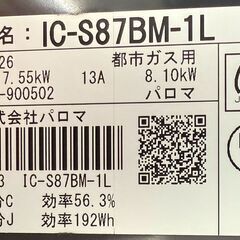 名: IC-S87BM-1L
26 都市ガス用
7.55kW 13A 8.10kW
-900502 パロマ
式会社パロマ
3 IC-S87BM-1L
分C 効率56.3%
分J 効率192Wh